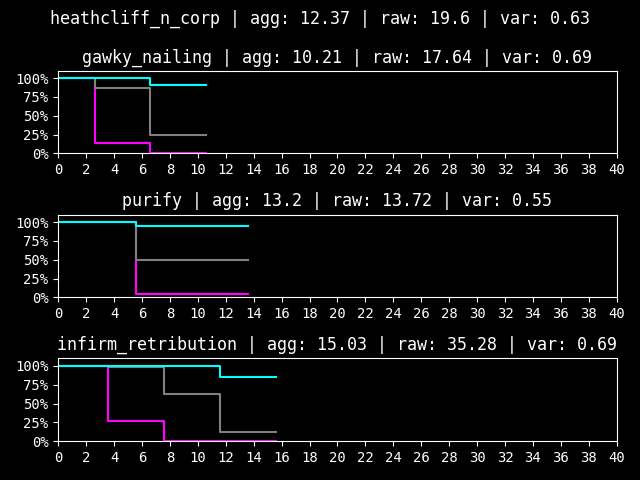 heathcliff_n_corp | agg: 12.37 | raw: 19.6 | var: 0.63
gawky_nailing | agg: 10.21 | raw: 17.64 | var: 0.69
100%
75%
50%
25%
0%
0 2 4 6 8 10 12 14 16 18 20 22 24 26 28 30 32 34 36 38 40
purify | agg: 13.2 | raw: 13.72 | var: 0.55
100%
75%
50%
25%
0%
0 2 4 6 8 10 12 14 16 18 20 22 24 26 28 30 32 34 36 38 40
infirm_retribution | agg: 15.03 | raw: 35.28 | var: 0.69
100%
75%
50%
25%
0%
0 2 4 6 8 10 12 14 16 18 20 22 24 26 28 30 32 34 36 38 40